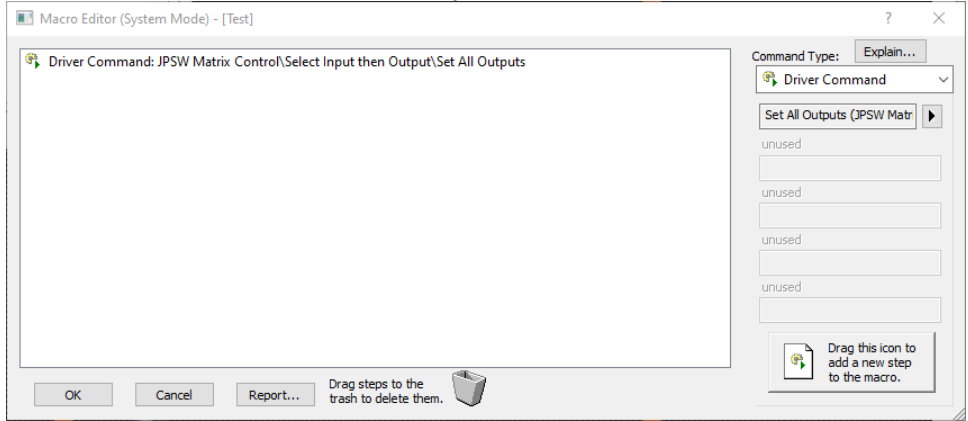 Macro Editor (System Mode) - [Test]
?
Driver Command: JPSW Matrix Control\Select Input then Output\Set All Outputs
Command Type:
Explain...
Driver Command
Set All Outputs (JPSW Matri
unused
unused
unused
unused
Drag this icon to
add a new step
to the macro.
OK
Cancel
Report...
Drag steps to the
trash to delete them.